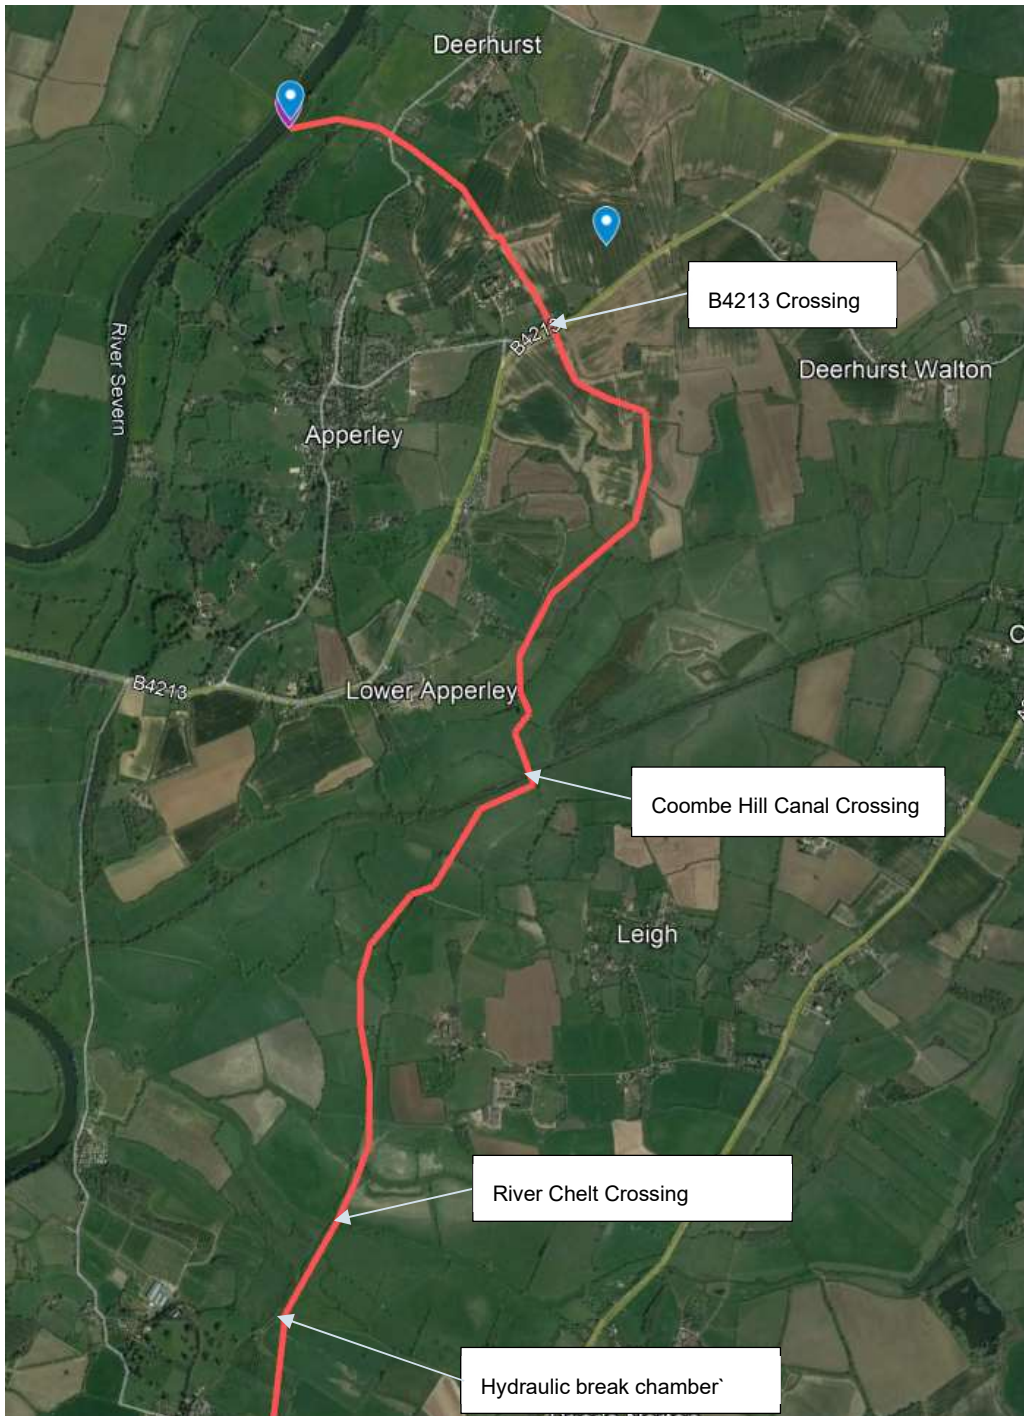 Deerhurst
B4213 Crossing
B4213
Deerhurst Walton
River Severn
Apperley
B4213
Lower Apperley
Coombe Hill Canal Crossing
Leigh
River Chelt Crossing
Hydraulic break chamber`